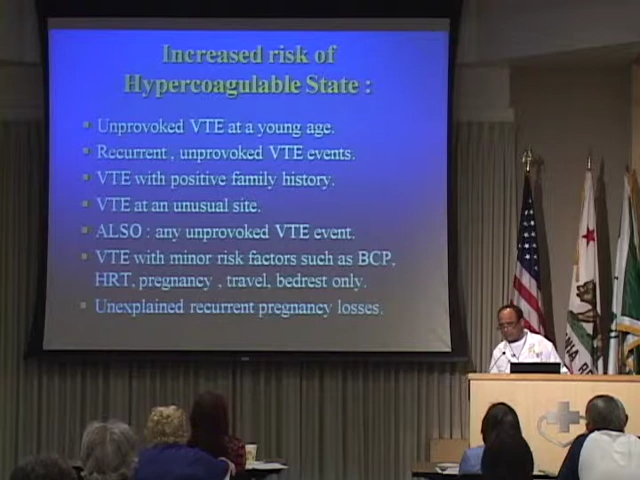 Increased risk of
Hypercoagulable State :
Unprovoked VTE at a young age.
Recurrent , unprovoked VTE events.
VTE with positive family history.
VTE at an unusual site.
ALSO : any unprovoked VTE event.
VTE with minor risk factors such as BCP,
HRT, pregnancy , travel, bedrest only.
Unexplained recurrent pregnancy losses.